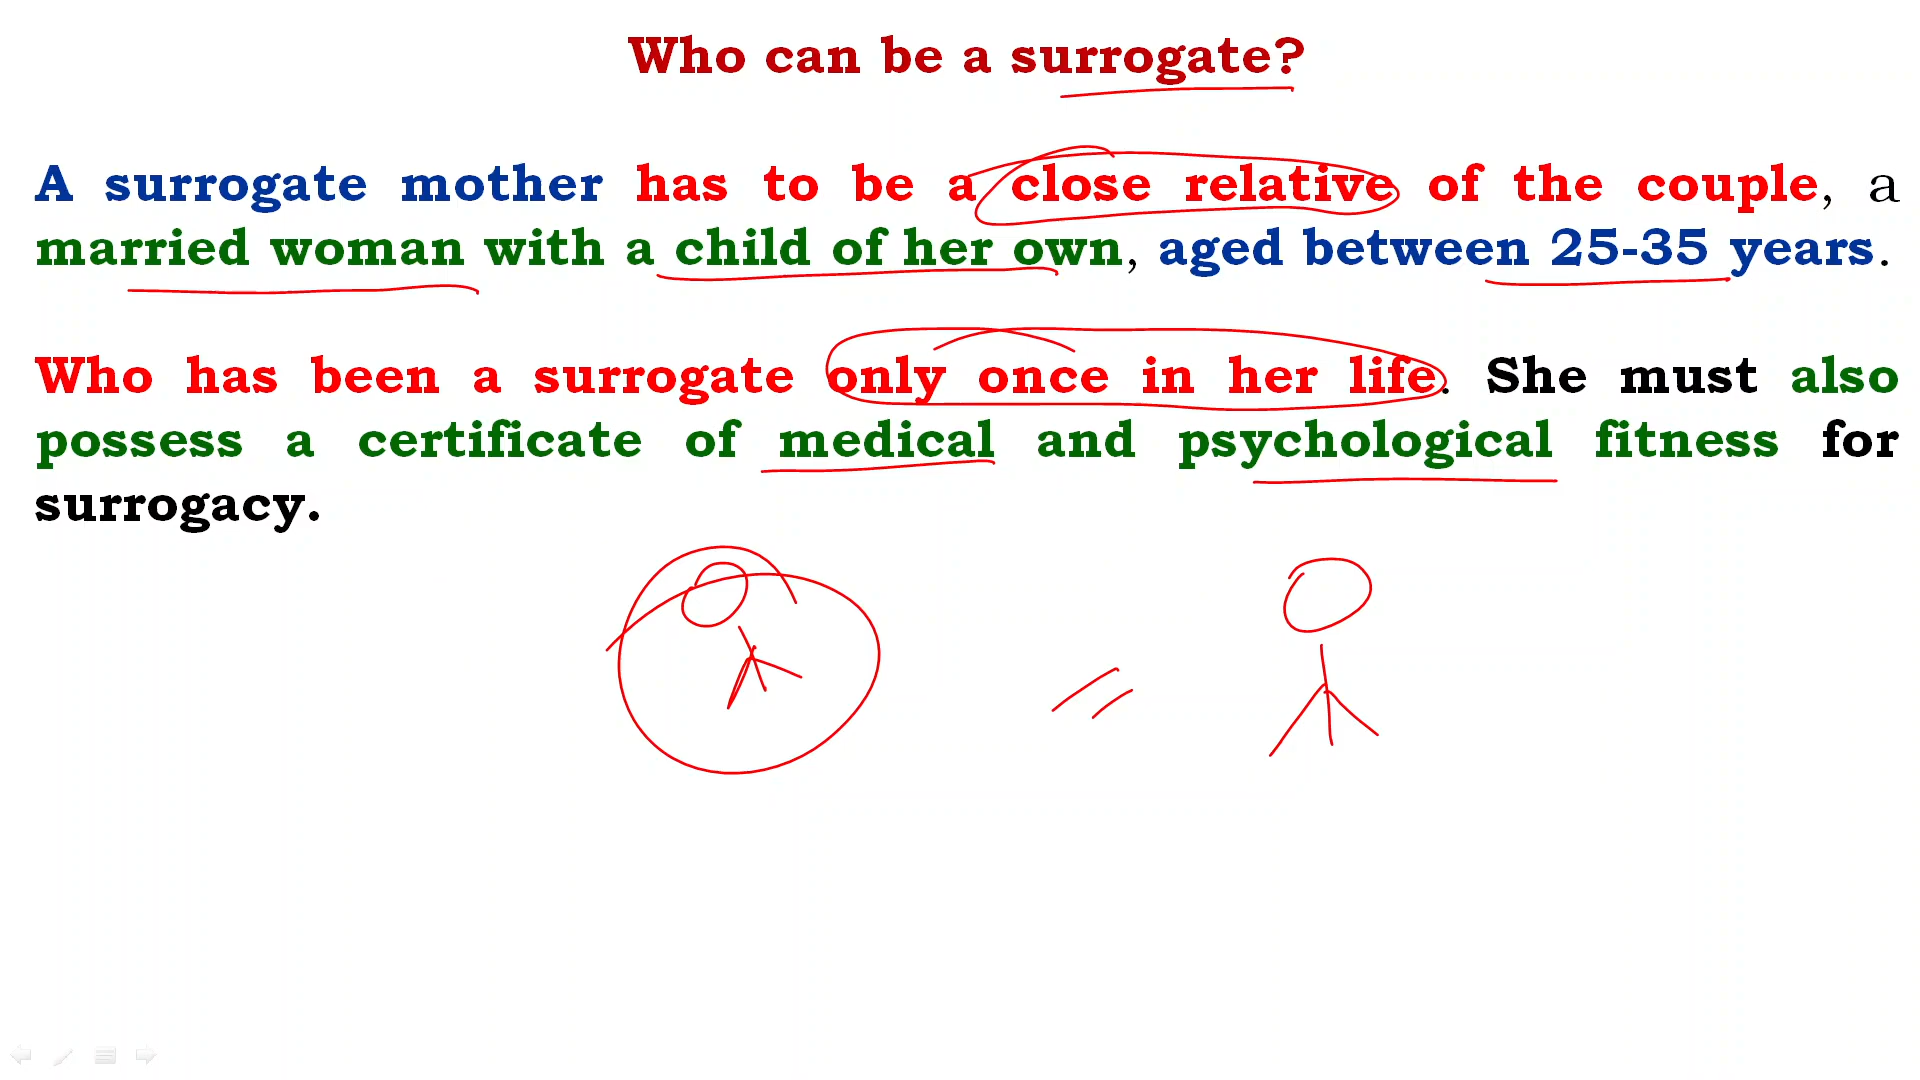 Who can be a surrogate?
A surrogate mother has to be a close relative of the couple, a
married woman with a child of her own, aged between 25-35 years.
Who has been a surrogate only once in her life. She must also
possess a certificate of medical and psychological fitness for
surrogacy.